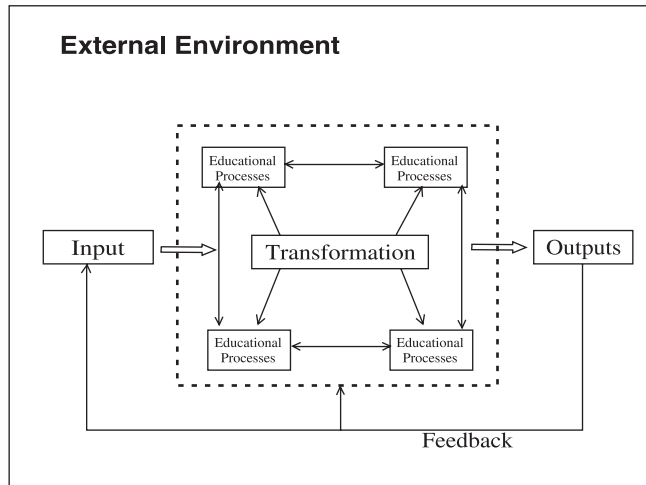 External Environment
Educational
Processes
Educational
Processes
Input
Transformation
Outputs
Educational
Processes
Educational
Processes
Feedback